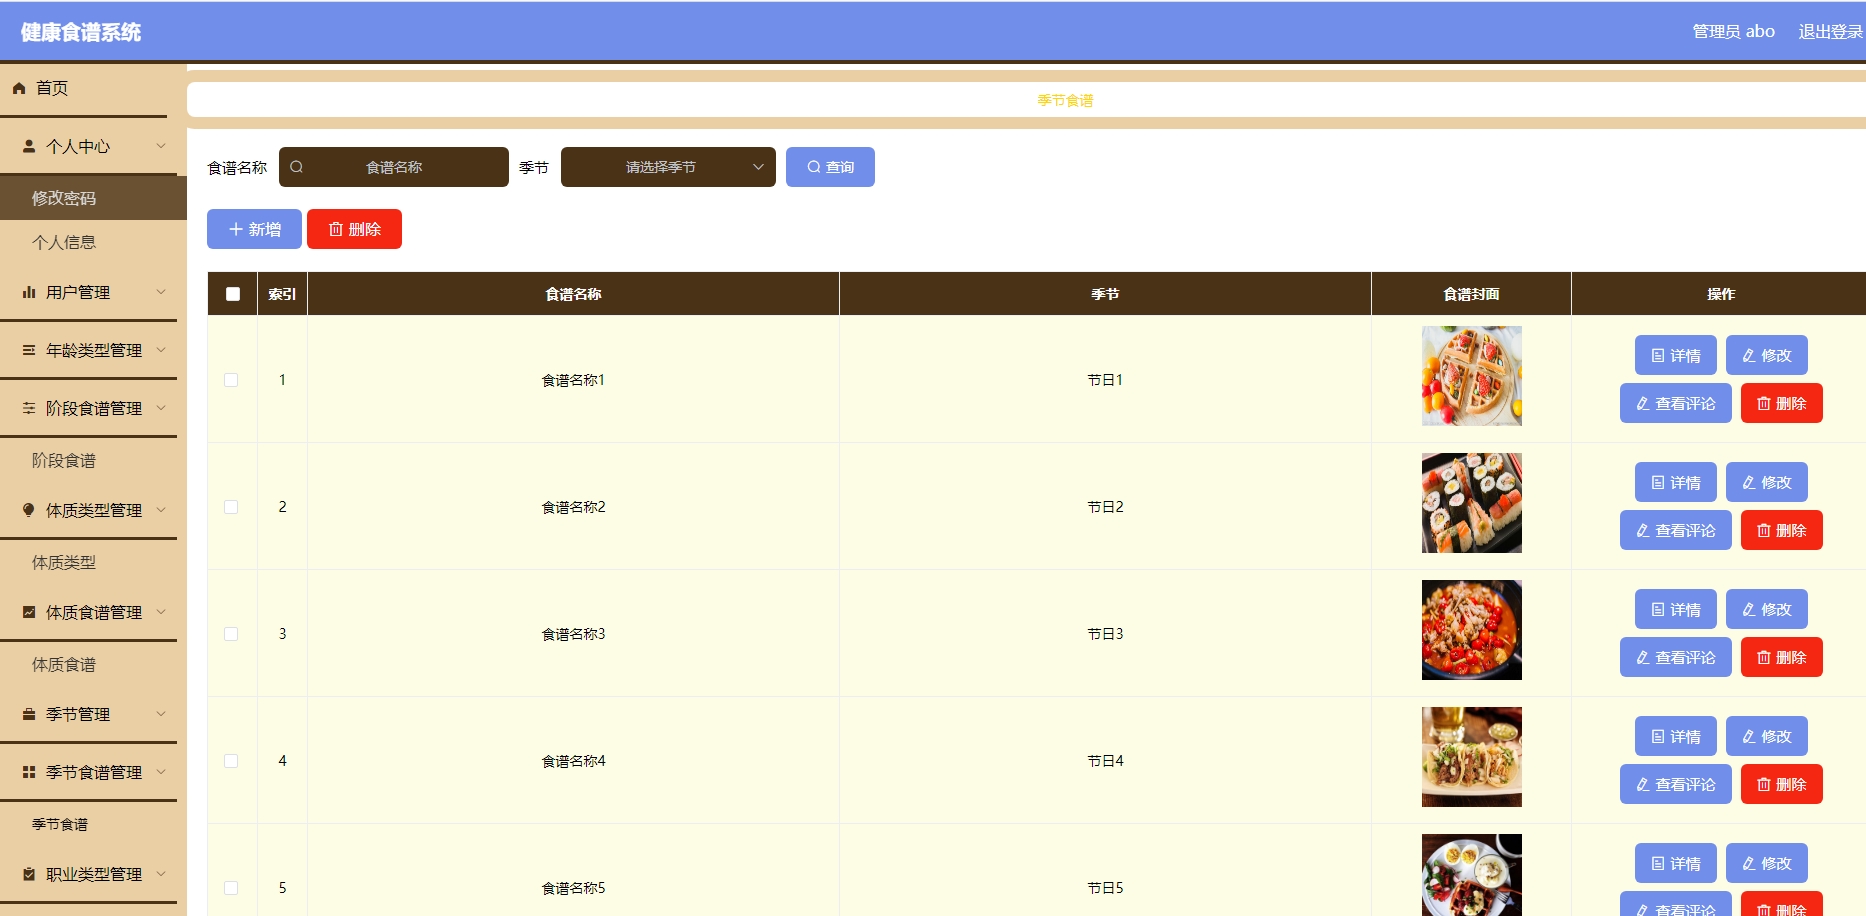 健康食谱系统
管理员 abo 退出登录
首页
个人中心
修改密码
个人信息
用户管理
年龄类型管理
阶段食谱管理
阶段食谱
体质类型管理
体质类型
体质食谱管理
体质食谱
季节管理
季节食谱管理
季节食谱
职业类型管理
季节食谱
食谱名称 食谱名称 季节 请选择季节 查询
新增 删除
索引 食谱名称 季节 食谱封面 操作
1 食谱名称1 节日1 详情 修改
查看评论 删除
2 食谱名称2 节日2 详情 修改
查看评论 删除
3 食谱名称3 节日3 详情 修改
查看评论 删除
4 食谱名称4 节日4 详情 修改
查看评论 删除
5 食谱名称5 节日5 详情 修改
查看评论 删除